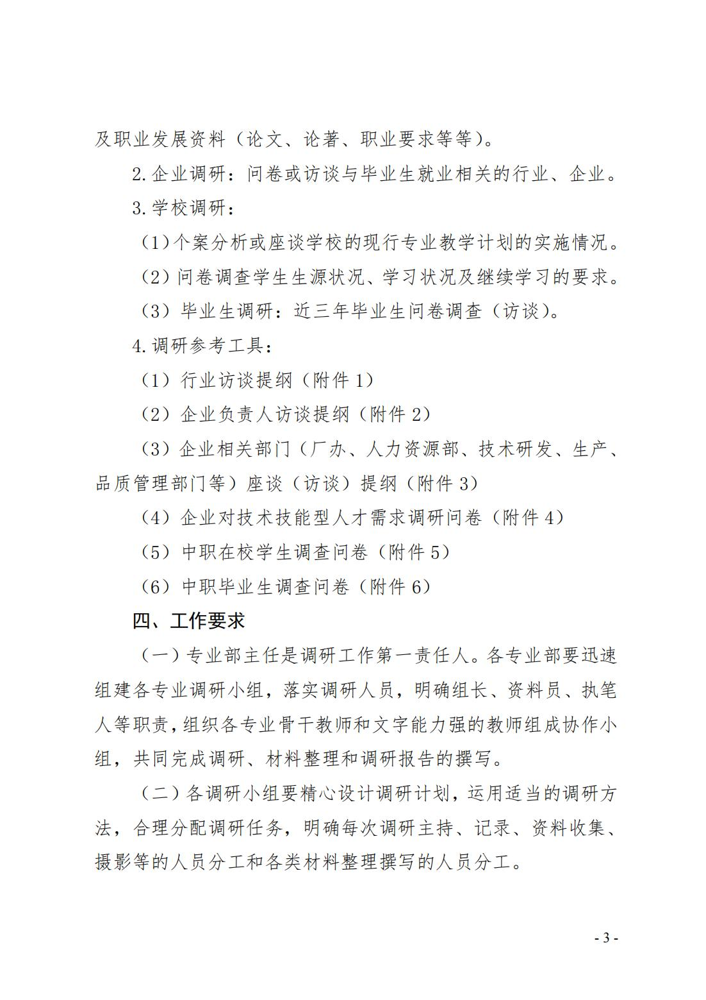 及职业发展资料（论文、论著、职业要求等等）。
2.企业调研：问卷或访谈与毕业生就业相关的行业、企业。
3.学校调研：
（1）个案分析或座谈学校的现行专业教学计划的实施情况。
（2）问卷调查学生生源状况、学习状况及继续学习的要求。
（3）毕业生调研：近三年毕业生问卷调查（访谈）。
4.调研参考工具：
（1）行业访谈提纲（附件 1）
（2）企业负责人访谈提纲（附件 2）
（3）企业相关部门（厂办、人力资源部、技术研发、生产、
品质管理部门等）座谈（访谈）提纲（附件 3）
（4）企业对技术技能型人才需求调研问卷（附件 4）
（5）中职在校学生调查问卷（附件 5）
（6）中职毕业生调查问卷（附件 6）
四、工作要求
（一）专业部主任是调研工作第一责任人。各专业部要迅速
组建各专业调研小组，落实调研人员，明确组长、资料员、执笔
人等职责，组织各专业骨干教师和文字能力强的教师组成协作小
组，共同完成调研、材料整理和调研报告的撰写。
（二）各调研小组要精心设计调研计划，运用适当的调研方
法，合理分配调研任务，明确每次调研主持、记录、资料收集、
摄影等的人员分工和各类材料整理撰写的人员分工。
- 3 -